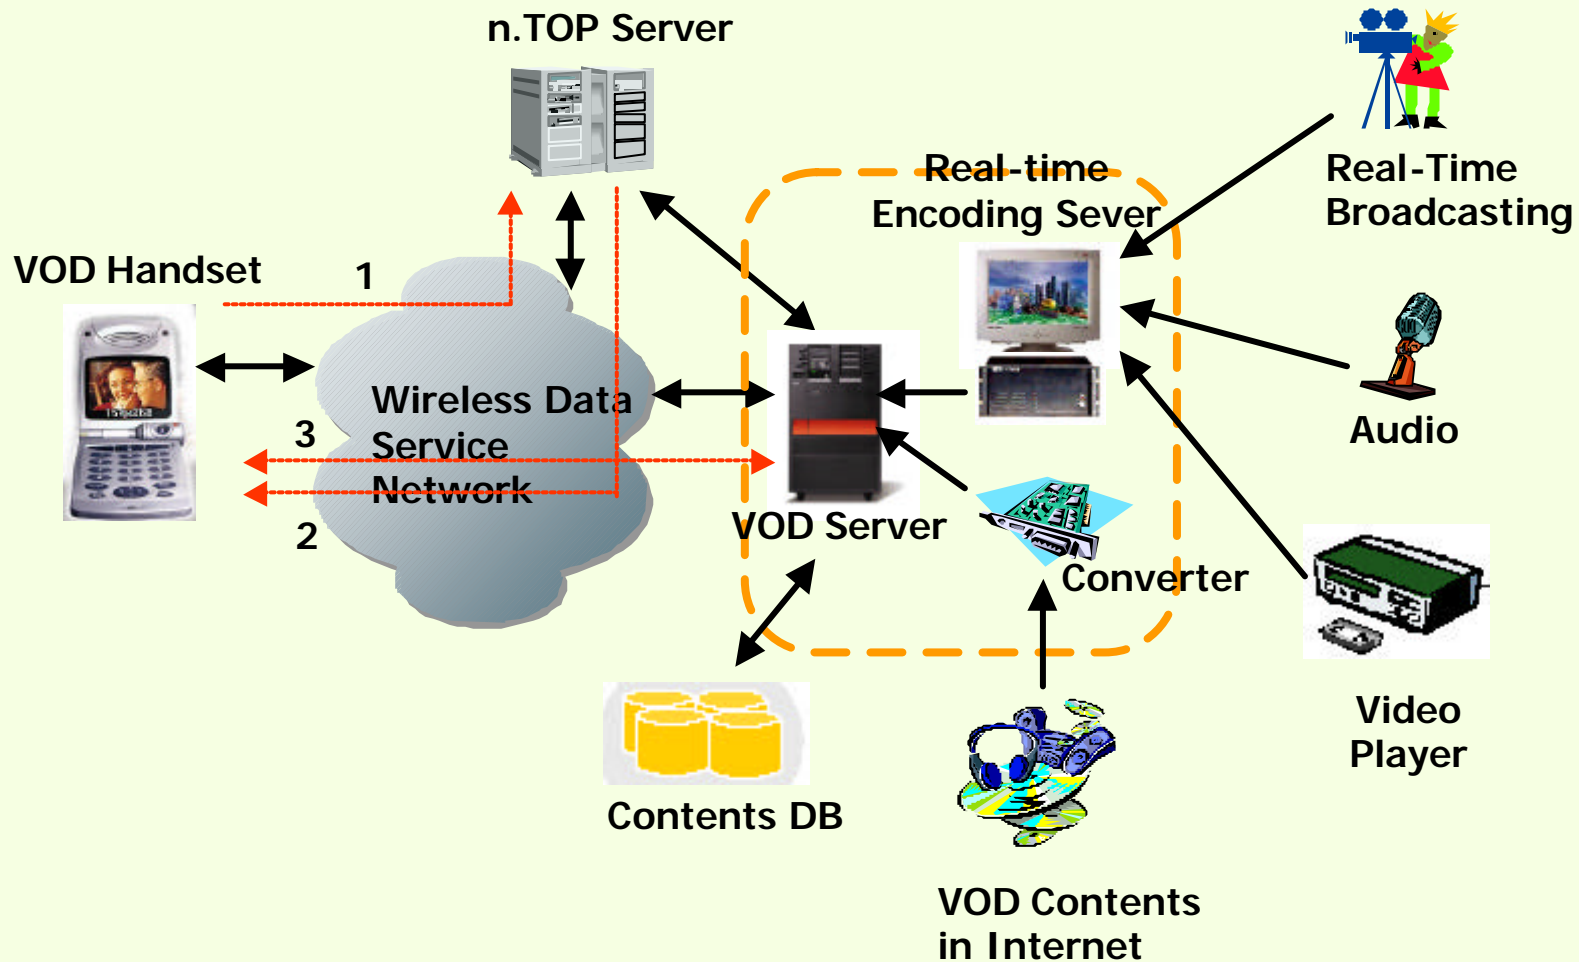 n.TOP Server
Real-time
Encoding Sever
Real-Time
Broadcasting
VOD Handset
1
Wireless Data
Service
Network
3
2
VOD Server
Audio
Converter
Video
Player
Contents DB
VOD Contents
in Internet